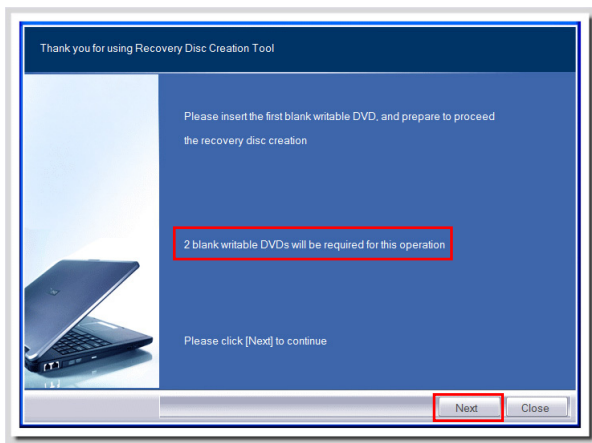 Thank you for using Recovery Disc Creation Tool
Please insert the first blank writable DVD, and prepare to proceed
the recovery disc creation
2 blank writable DVDs will be required for this operation
Please click [Next] to continue
Next
Close